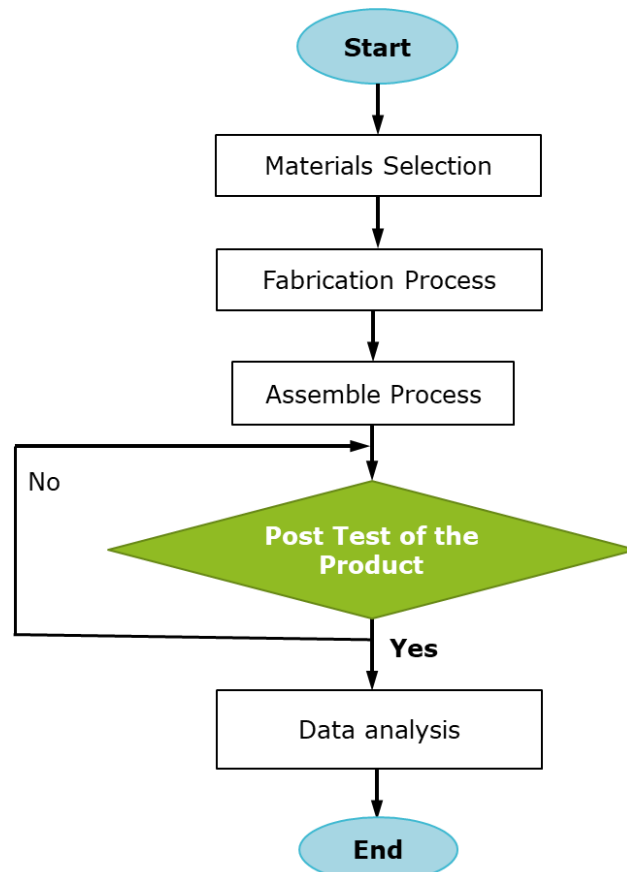 Start
Materials Selection
Fabrication Process
Assemble Process
No
Post Test of the
Product
Yes
Data analysis
End